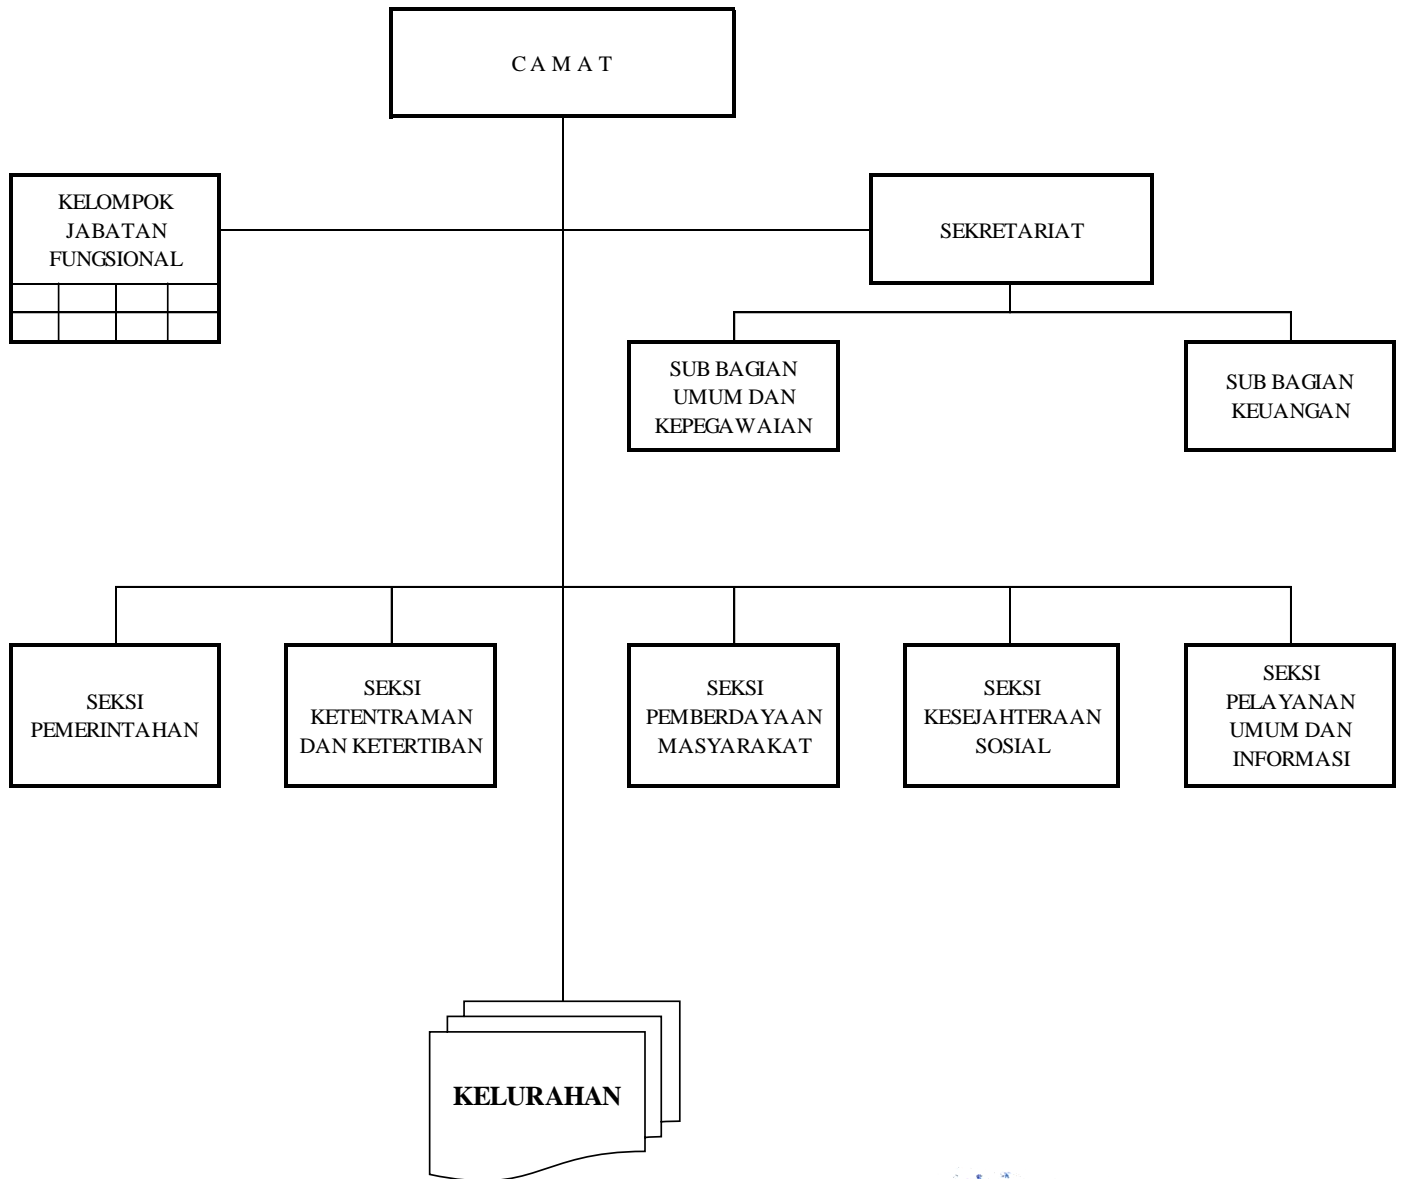 C A M A T
KELOMPOK
JABATAN
FUNGSIONAL
SEKRETARIAT
SUB BAGIAN
UMUM DAN
KEPEGAWAIAN
SUB BAGIAN
KEUANGAN
SEKSI
PEMERINTAHAN
SEKSI
KETENTRAMAN
DAN KETERTIBAN
SEKSI
PEMBERDAYAAN
MASYARAKAT
SEKSI
KESEJAHTERAAN
SOSIAL
SEKSI
PELAYANAN
UMUM DAN
INFORMASI
KELURAHAN